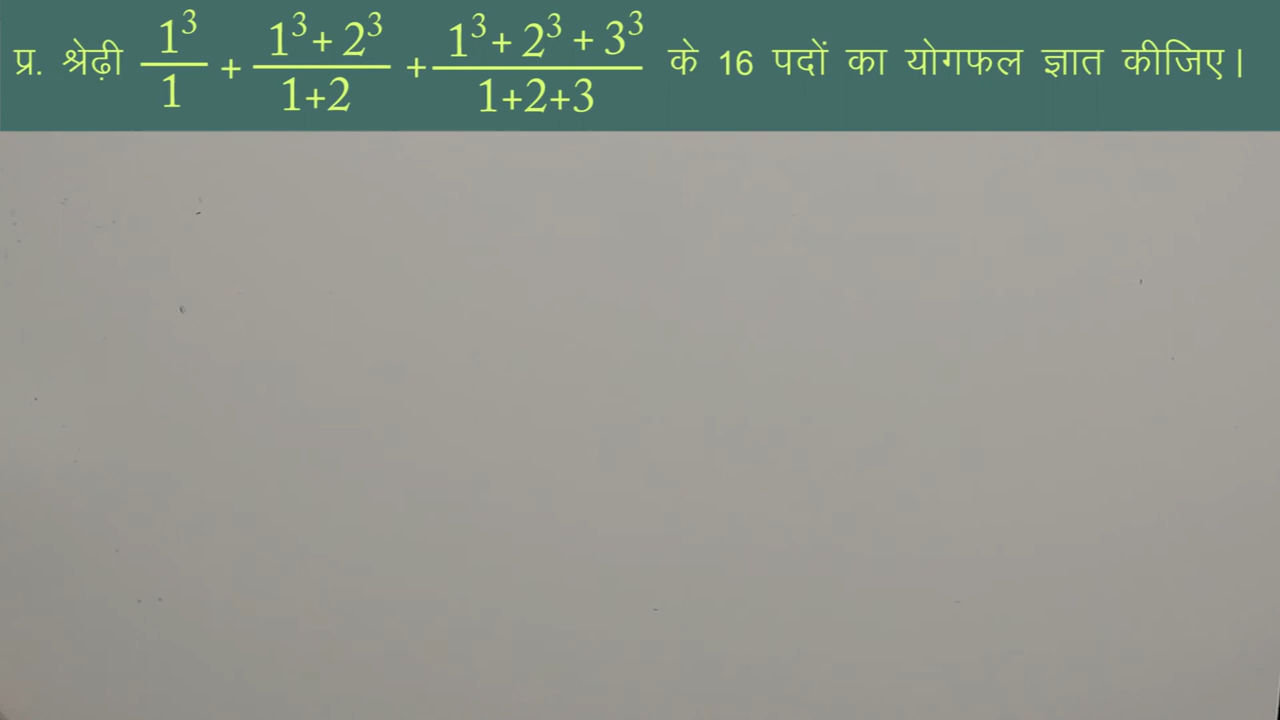 प्र. श्रेढ़ी 1³/1 + 1³+ 2³/1+2 + 1³+ 2³ + 3³/1+2+3 के 16 पदों का योगफल ज्ञात कीजिए।